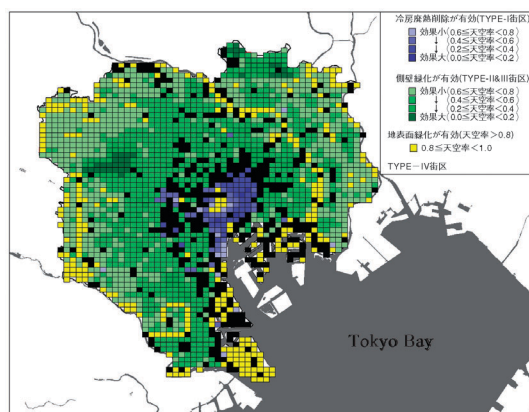 冷房廃熱削除が有効(TYPE-I街区)
効果小(0.6≤天空率<0.8)
↓ (0.4≤天空率<0.6)
(0.2≤天空率<0.4)
効果大(0.0≤天空率<0.2)
側壁緑化が有効(TYPE-II&III街区)
効果小(0.6≤天空率<0.8)
↓ (0.4≤天空率<0.6)
(0.2≤天空率<0.4)
効果大(0.0≤天空率<0.2)
地表面緑化が有効(天空率>0.8)
0.8≤天空率<1.0
TYPE-IV街区
Tokyo Bay